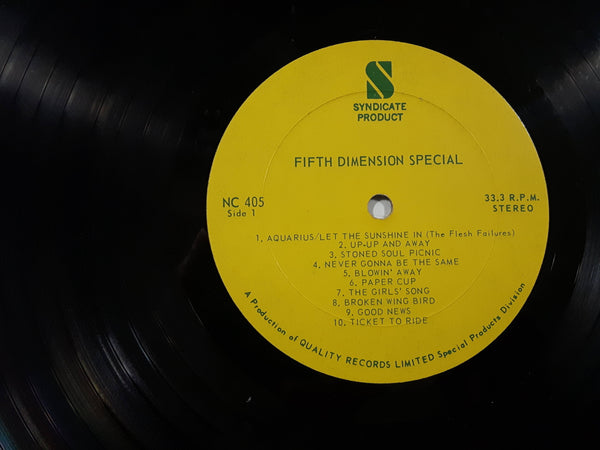 S
SYNDICATE
PRODUCT
FIFTH DIMENSION SPECIAL
NC 405
Side 1
33.3 R.P.M.
STEREO
1. AQUARIUS/LET THE SUNSHINE IN (The Flesh Failures)
2. UP-UP AND AWAY
3. STONED SOUL PICNIC
4. NEVER GONNA BE THE SAME
5. BLOWIN' AWAY
6. PAPER CUP
7. THE GIRLS' SONG
8. BROKEN WING BIRD
9. GOOD NEWS
10. TICKET TO RIDE
A Production of QUALITY RECORDS LIMITED Special Products Division